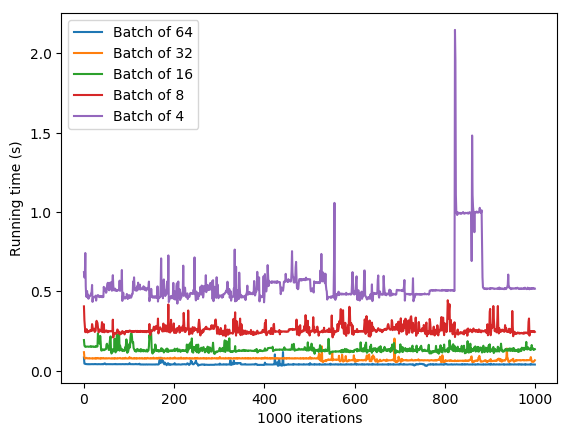 Batch of 64
Batch of 32
Batch of 16
Batch of 8
Batch of 4
Running time (s)
2.0
1.5
1.0
0.5
0.0
0
200
400
600
800
1000
1000 iterations